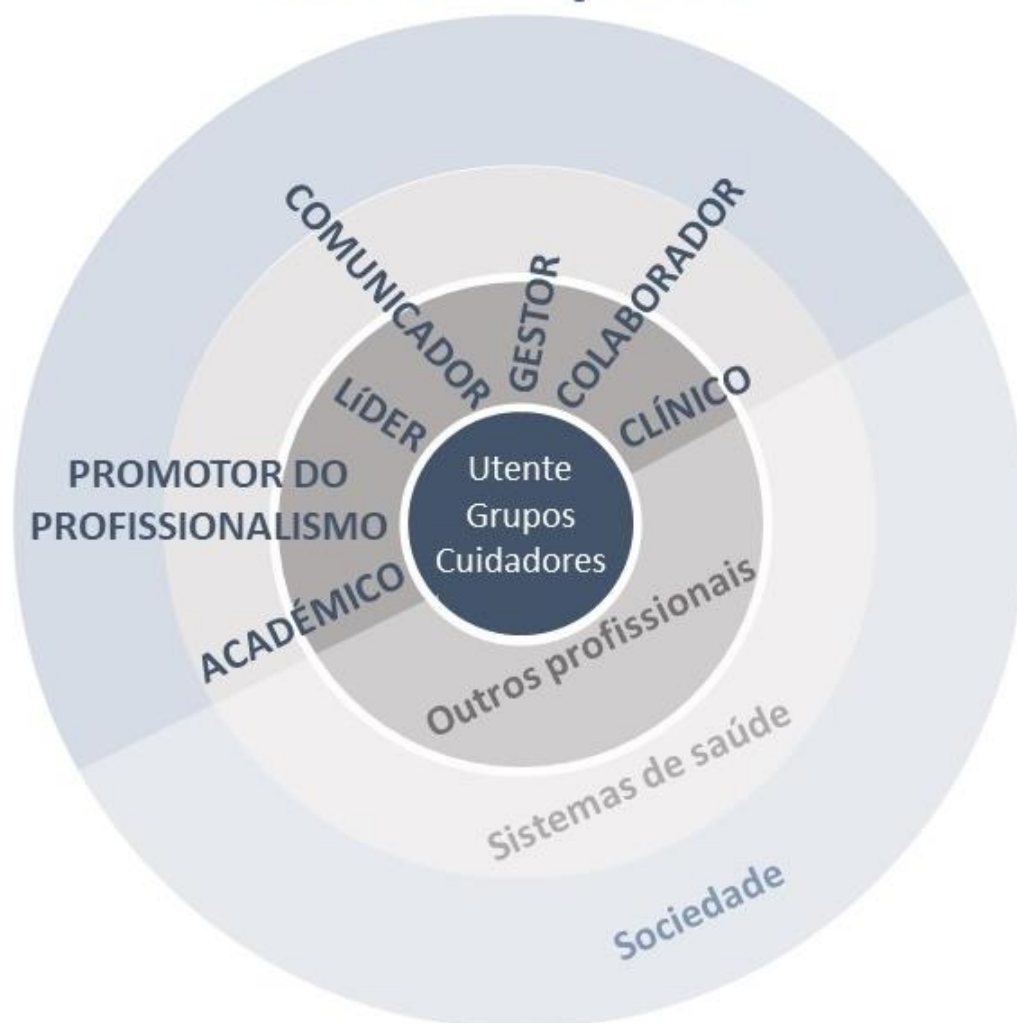 COMUNICADOR
GESTOR
COLABORADOR
LíDER
CLÍNICO
PROMOTOR DO
PROFISSIONALISMO
ACADÉMICO
Utente
Grupos
Cuidadores
Outros profissionais
Sistemas de saúde
Sociedade